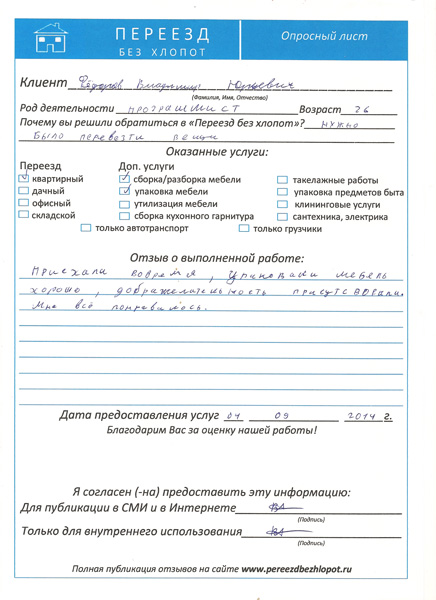 ПЕРЕЕЗД
БЕЗ ХЛОПОТ
Опросный лист
Клиент Фёдоров Владимир Юрьевич
(Фамилия, Имя, Отчество)
Род деятельности программист Возраст 26
Почему вы решили обратиться в «Переезд без хлопот»? нужно
было перевезти вещи
Оказанные услуги:
Переезд Доп. услуги
квартирный сборка/разборка мебели такелажные работы
дачный упаковка мебели упаковка предметов быта
офисный утилизация мебели клининговые услуги
складской сборка кухонного гарнитура сантехника, электрика
только автотранспорт только грузчики
Отзыв о выполненной работе:
Приехали вовремя, упаковали мебель
хорошо, доброжелательность присутствовала.
Мне всё понравилось.
Дата предоставления услуг 04 09 2014 г.
Благодарим Вас за оценку нашей работы!
Я согласен (-на) предоставить эту информацию:
Для публикации в СМИ и в Интернете
(Подпись)
Только для внутреннего использования
(Подпись)
Полная публикация отзывов на сайте www.pereezdbezhlopot.ru